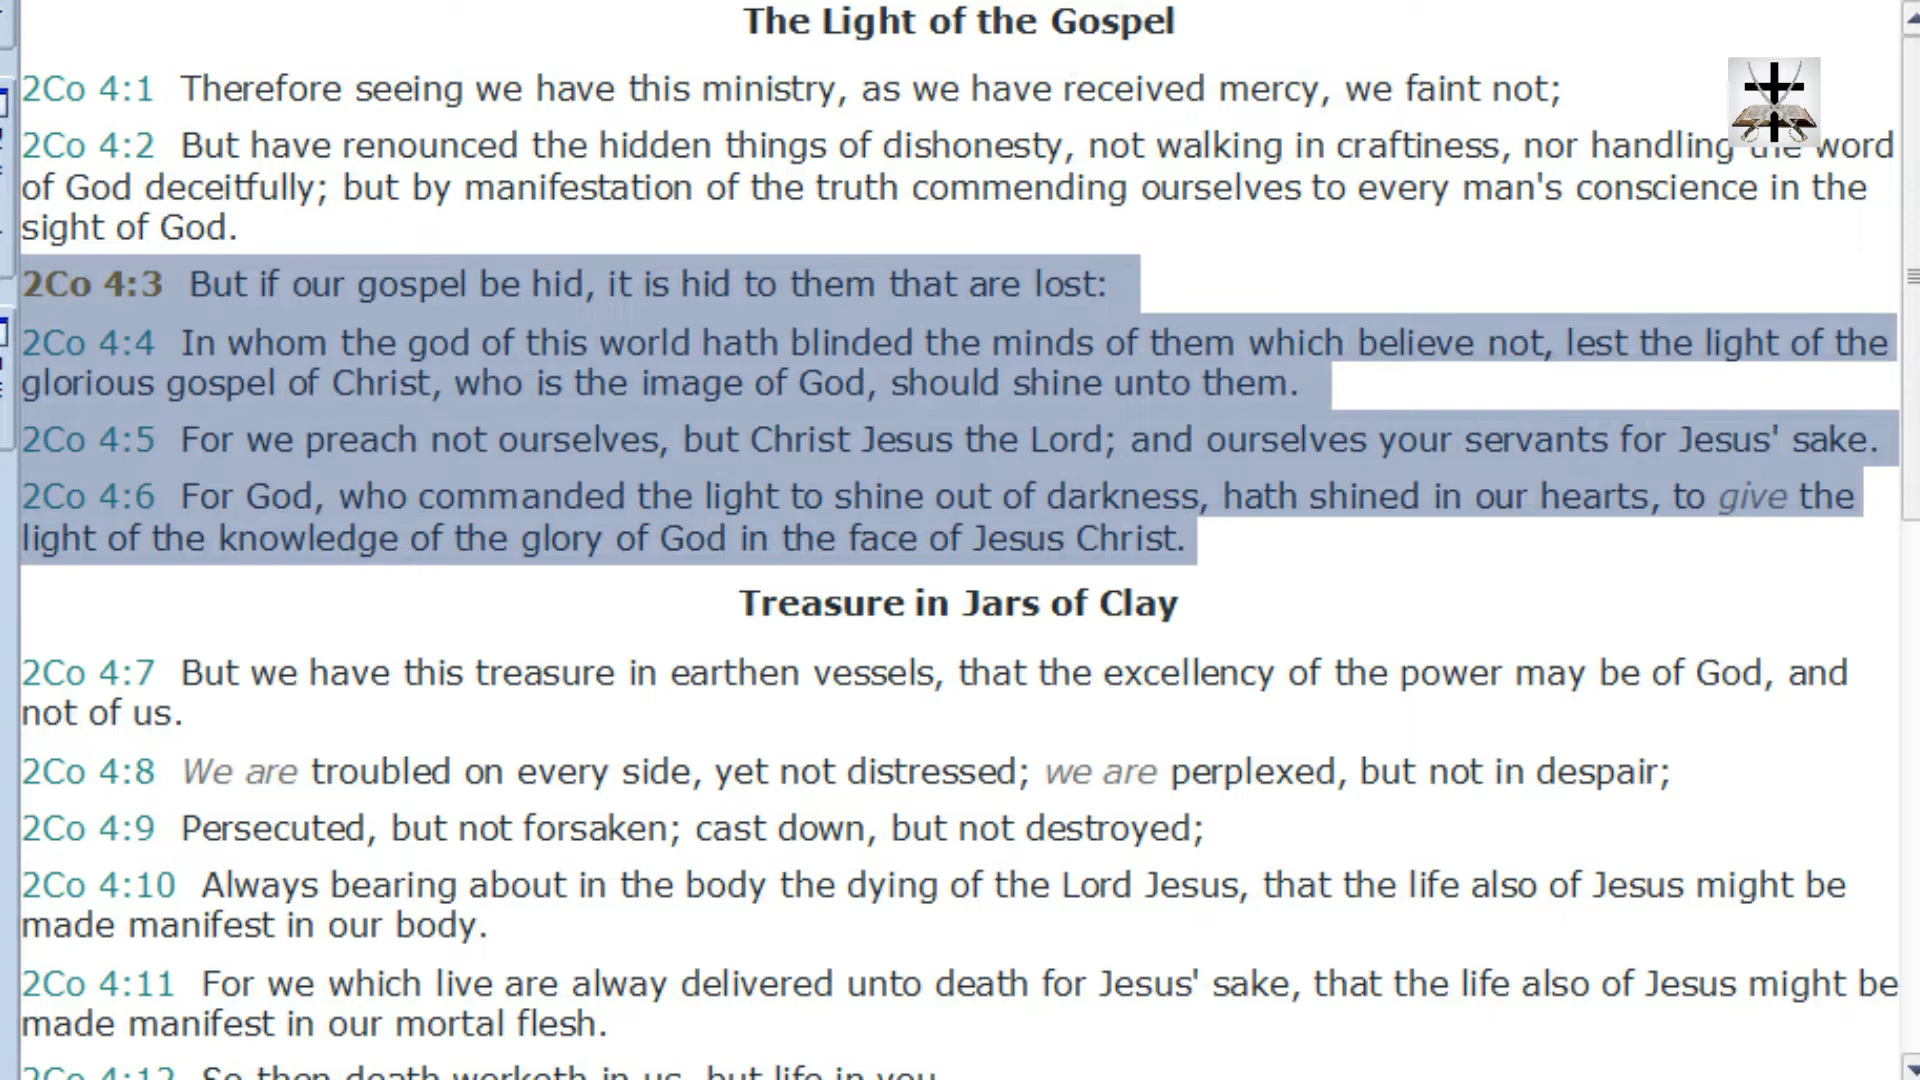 The Light of the Gospel
2Co 4:1 Therefore seeing we have this ministry, as we have received mercy, we faint not;
2Co 4:2 But have renounced the hidden things of dishonesty, not walking in craftiness, nor handling the word
of God deceitfully; but by manifestation of the truth commending ourselves to every man's conscience in the
sight of God.
2Co 4:3 But if our gospel be hid, it is hid to them that are lost:
2Co 4:4 In whom the god of this world hath blinded the minds of them which believe not, lest the light of the
glorious gospel of Christ, who is the image of God, should shine unto them.
2Co 4:5 For we preach not ourselves, but Christ Jesus the Lord; and ourselves your servants for Jesus' sake.
2Co 4:6 For God, who commanded the light to shine out of darkness, hath shined in our hearts, to give the
light of the knowledge of the glory of God in the face of Jesus Christ.
Treasure in Jars of Clay
2Co 4:7 But we have this treasure in earthen vessels, that the excellency of the power may be of God, and
not of us.
2Co 4:8 We are troubled on every side, yet not distressed; we are perplexed, but not in despair;
2Co 4:9 Persecuted, but not forsaken; cast down, but not destroyed;
2Co 4:10 Always bearing about in the body the dying of the Lord Jesus, that the life also of Jesus might be
made manifest in our body.
2Co 4:11 For we which live are alway delivered unto death for Jesus' sake, that the life also of Jesus might be
made manifest in our mortal flesh.
2Co 4:12 So then death worketh in us, but life in you.